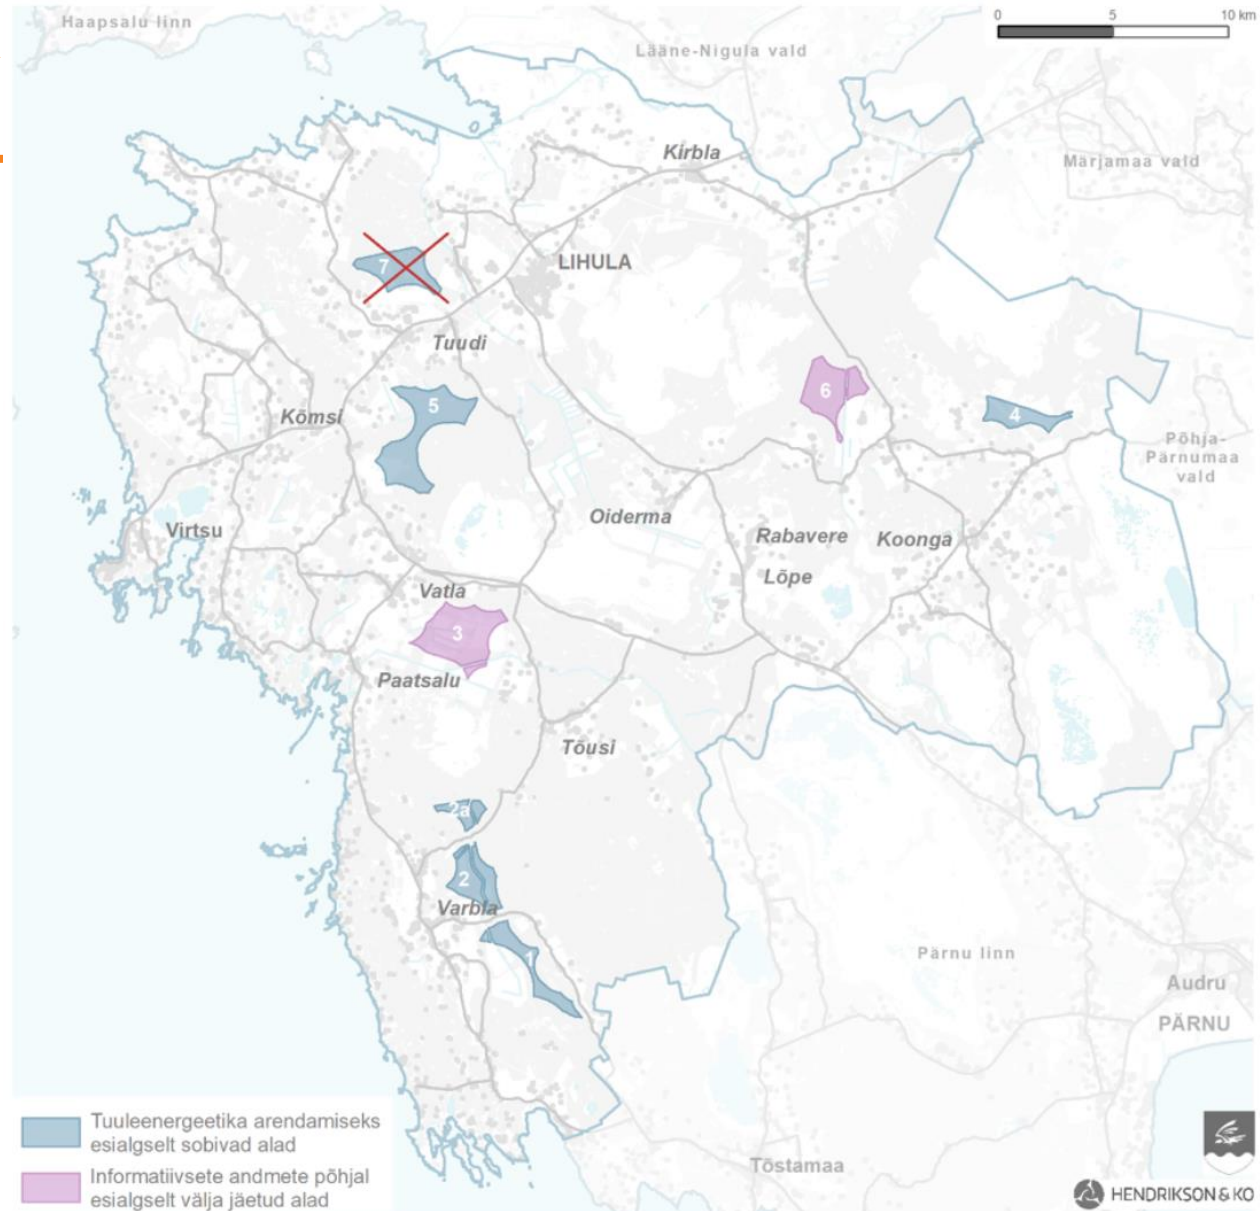 Haapsalu linn
0 5 10 km
Lääne-Nigula vald
Kirbla
Märjamaa vald
7
LIHULA
Tuudi
6
5
4
Kõmsi
Põhja-
Pärnumaa
vald
Oiderma
Virtsu
Rabavere
Koonga
Lõpe
Vatla
3
Paatsalu
Tõusi
2a
2
Varbla
1
Pärnu linn
Audru
PÄRNU
Tuuleenergeetika arendamiseks
esialgselt sobivad alad
Informatiivsete andmete põhjal
esialgselt välja jäetud alad
Tõstamaa
HENDRIKSON & KO